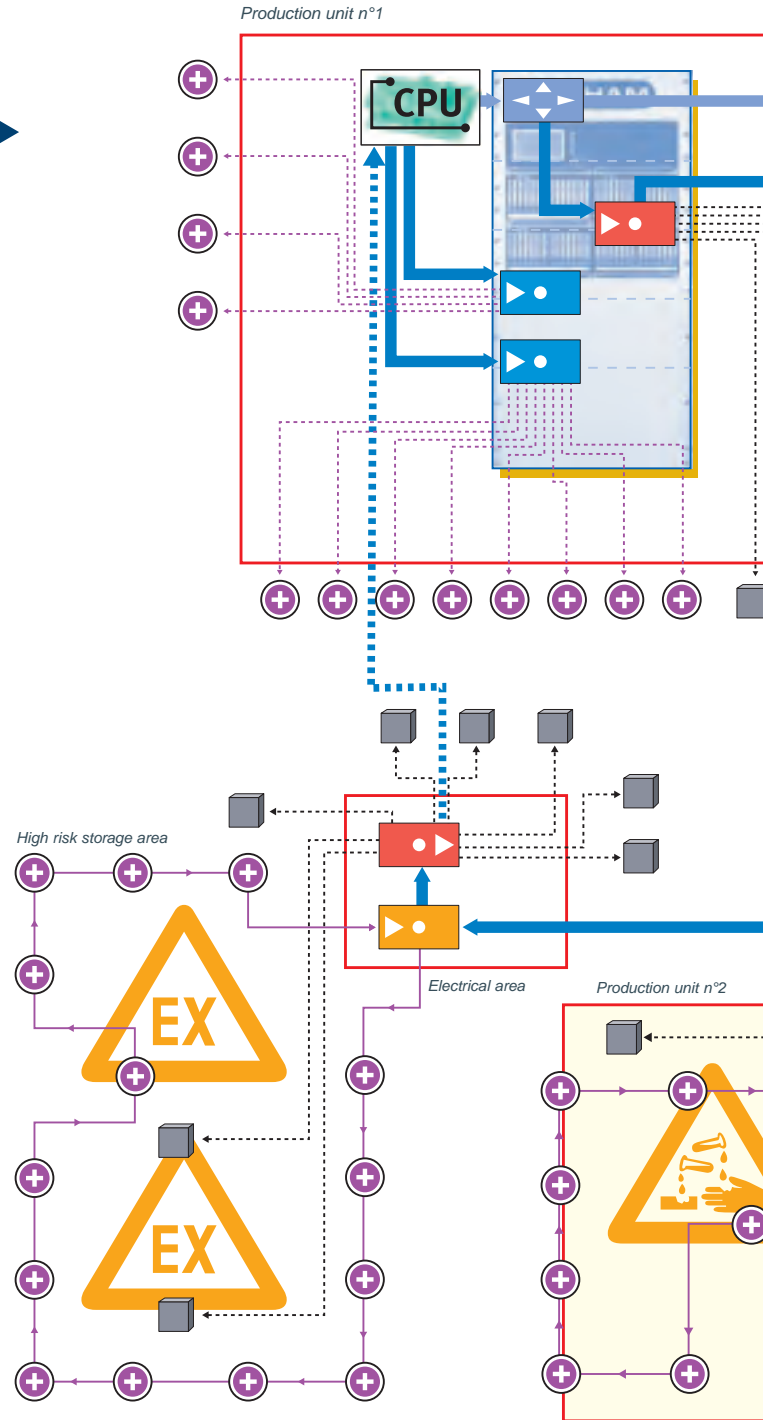 Production unit n°1
CPU
High risk storage area
EX
Electrical area
Production unit n°2
EX